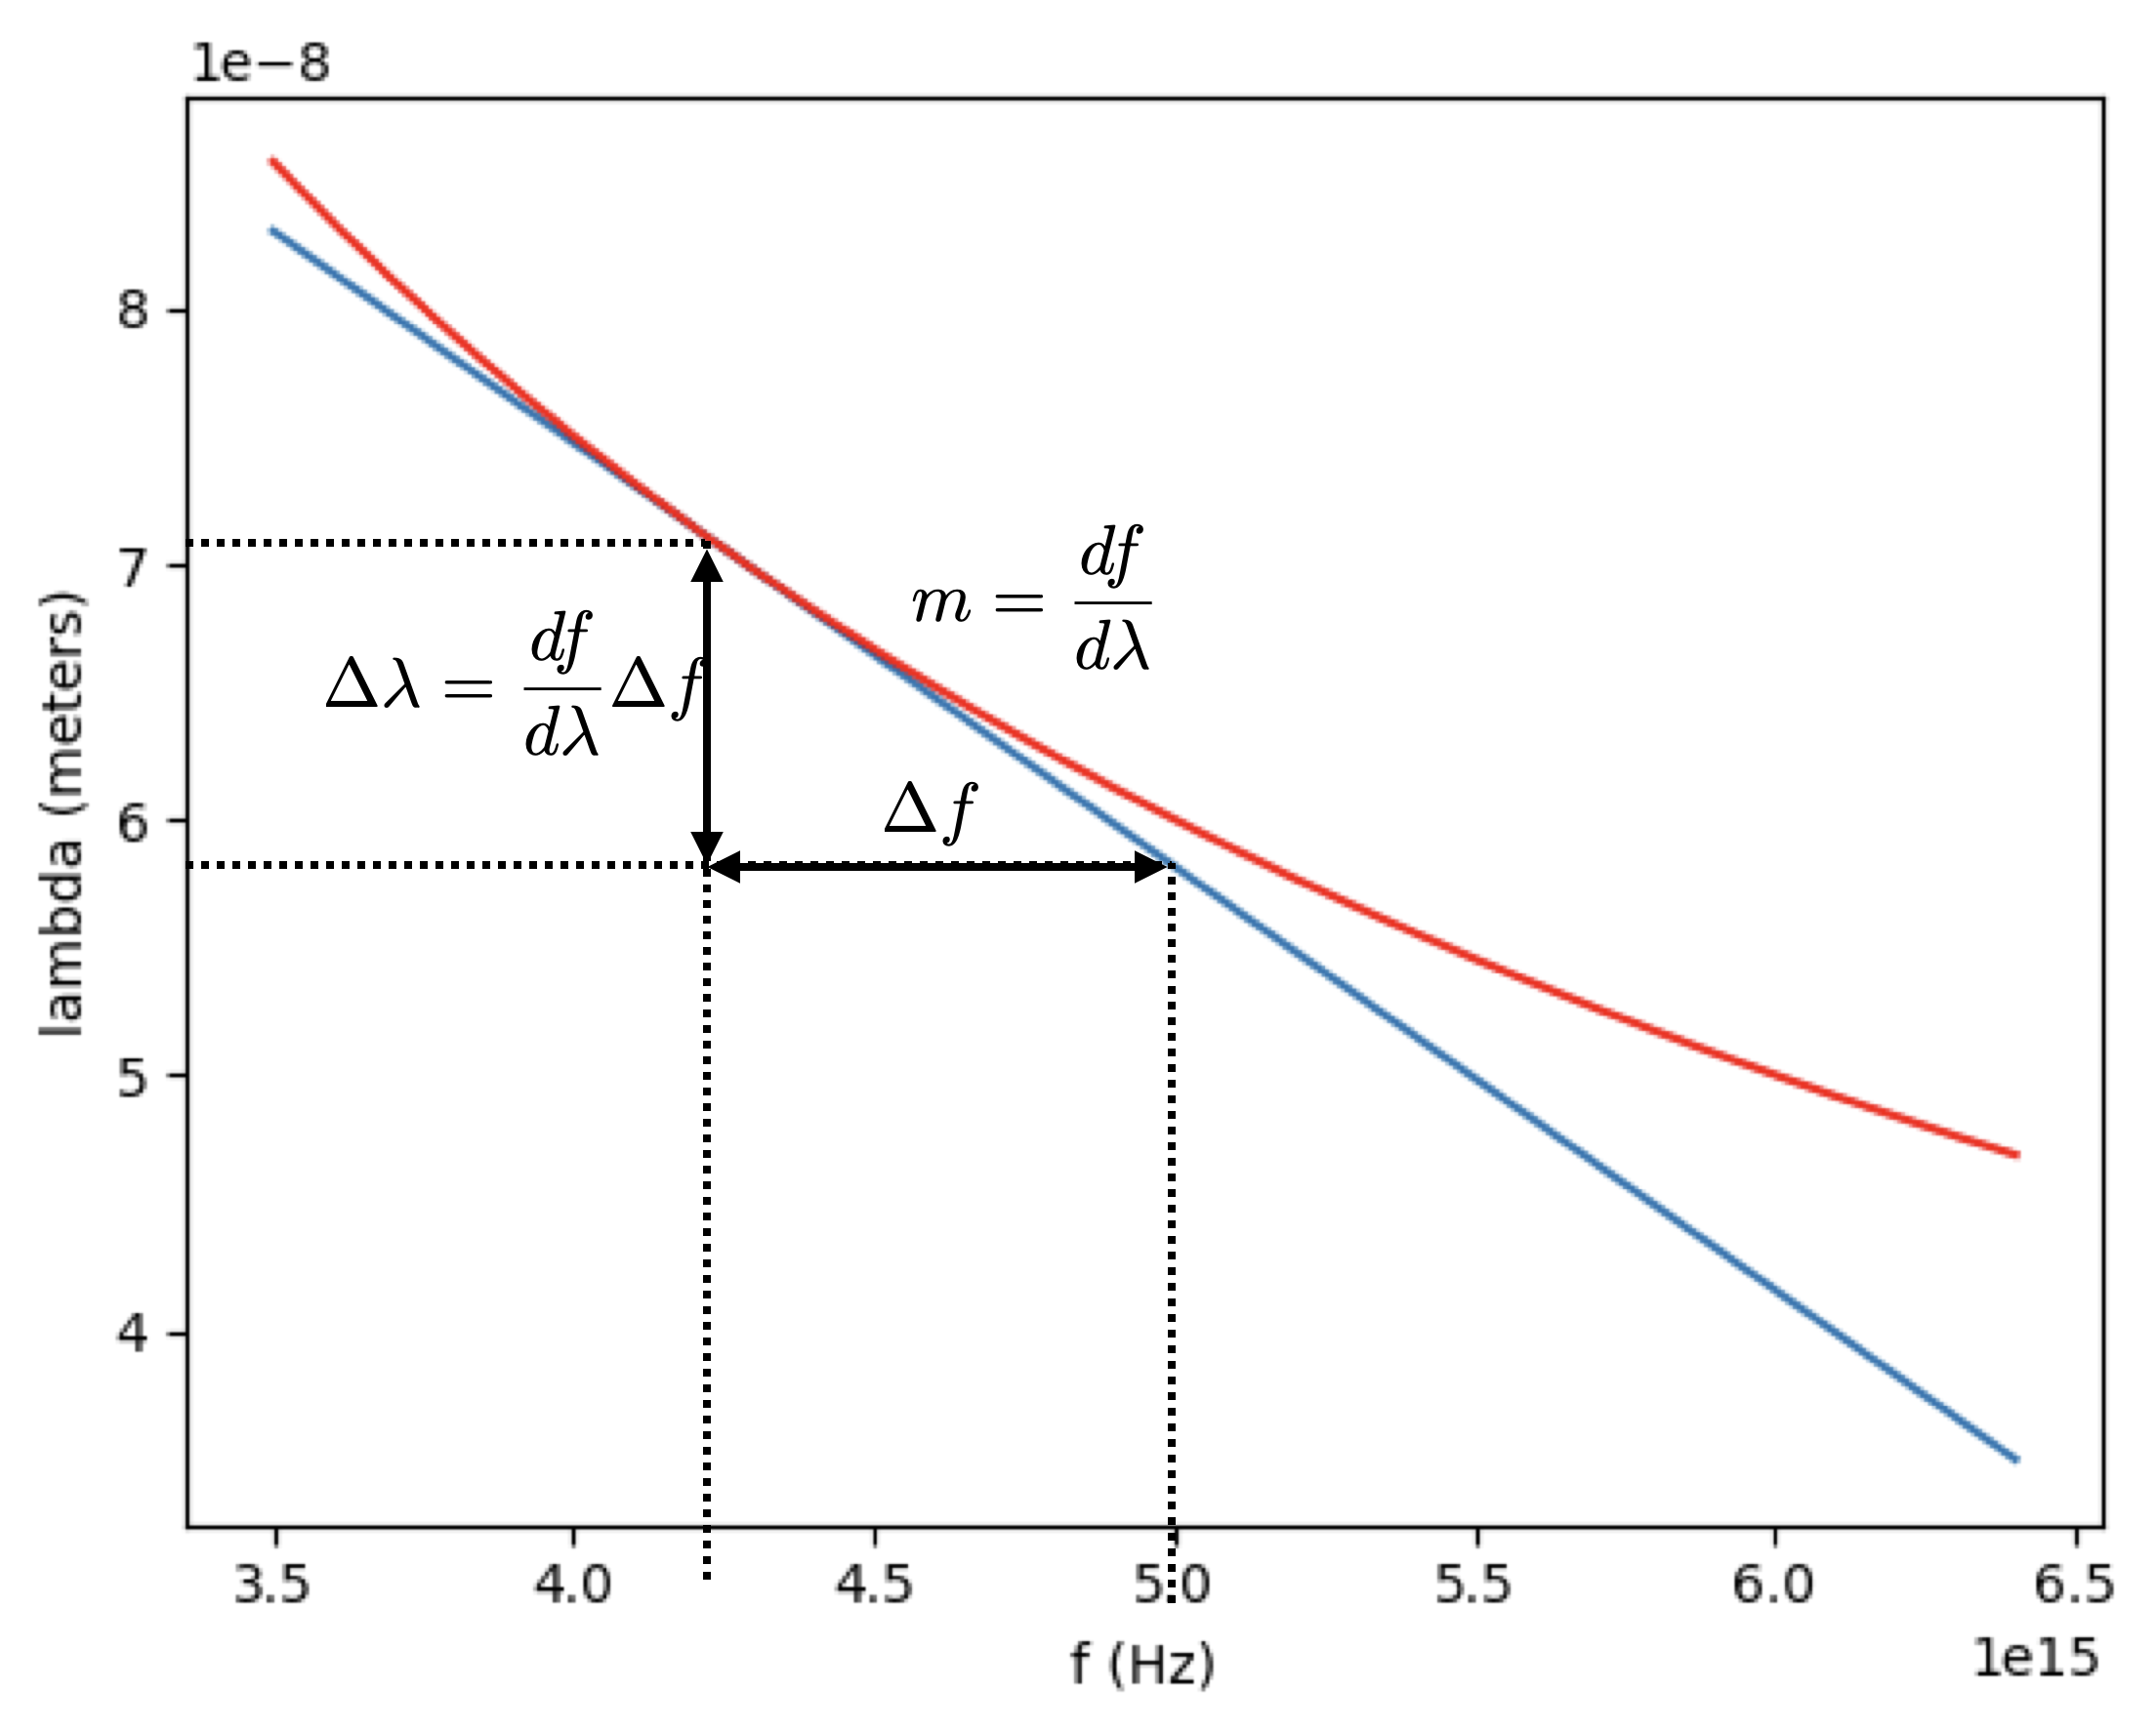 1e−8
8
7
6
5
4
lambda (meters)
m = df/dλ
Δλ = df/dλ Δf
Δf
3.5 4.0 4.5 5.0 5.5 6.0 6.5
f (Hz)
1e15